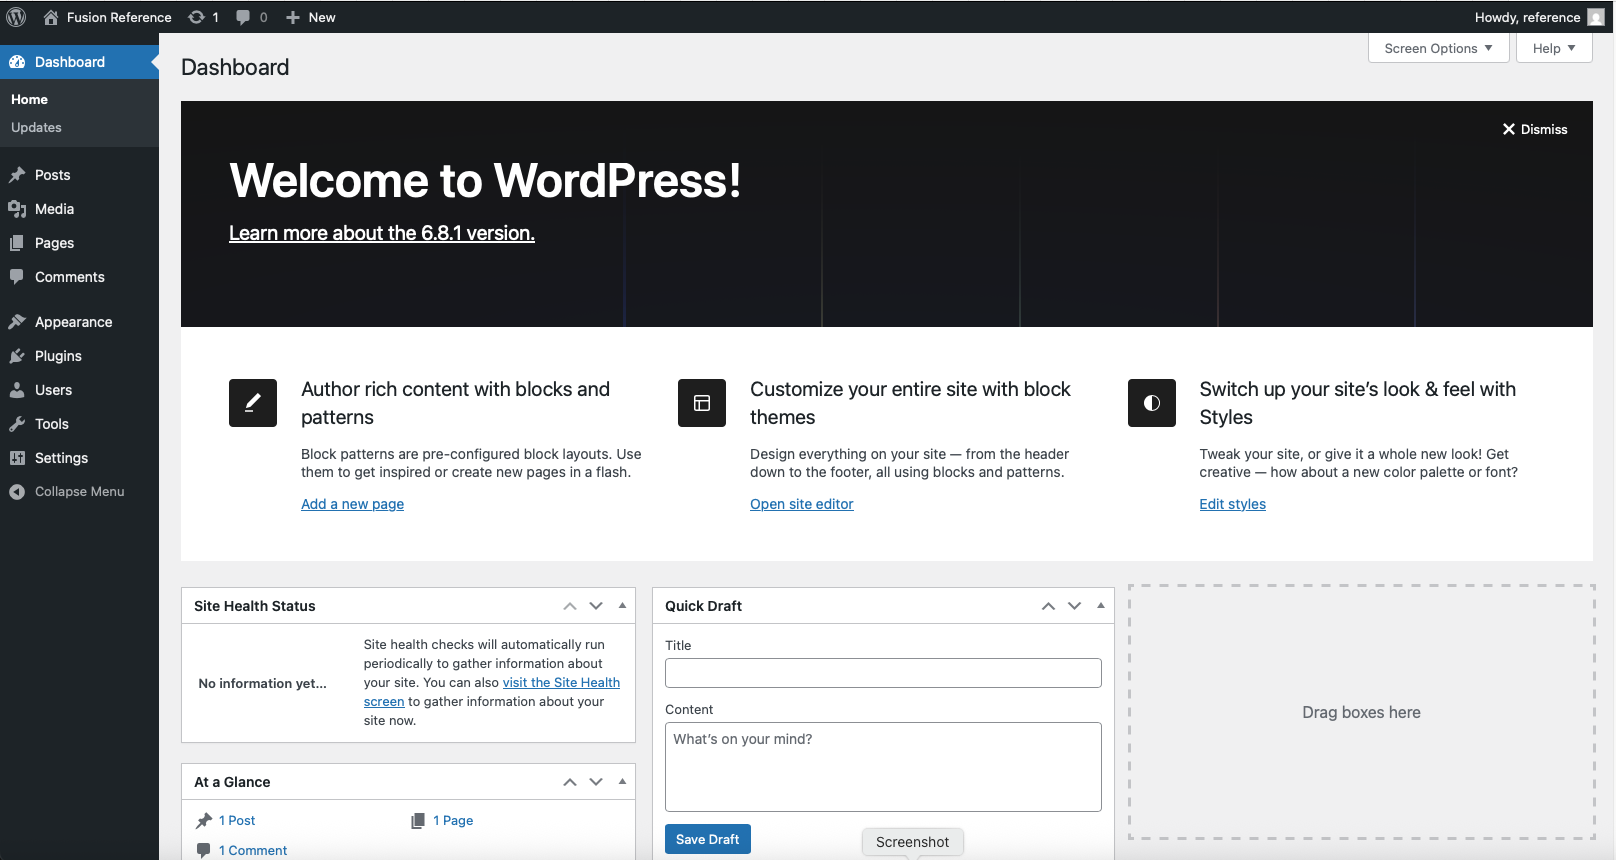 Fusion Reference 1 0 New Howdy, reference
Dashboard
Home
Updates
Posts
Media
Pages
Comments
Appearance
Plugins
Users
Tools
Settings
Collapse Menu
Screen Options Help
Dashboard
Dismiss
Welcome to WordPress!
Learn more about the 6.8.1 version.
Author rich content with blocks and
patterns
Block patterns are pre-configured block layouts. Use
them to get inspired or create new pages in a flash.
Add a new page
Customize your entire site with block
themes
Design everything on your site — from the header
down to the footer, all using blocks and patterns.
Open site editor
Switch up your site’s look & feel with
Styles
Tweak your site, or give it a whole new look! Get
creative — how about a new color palette or font?
Edit styles
Site Health Status
No information yet...
Site health checks will automatically run
periodically to gather information about
your site. You can also visit the Site Health
screen to gather information about your
site now.
At a Glance
1 Post 1 Page
1 Comment
Quick Draft
Title
Content
What’s on your mind?
Save Draft
Screenshot
Drag boxes here